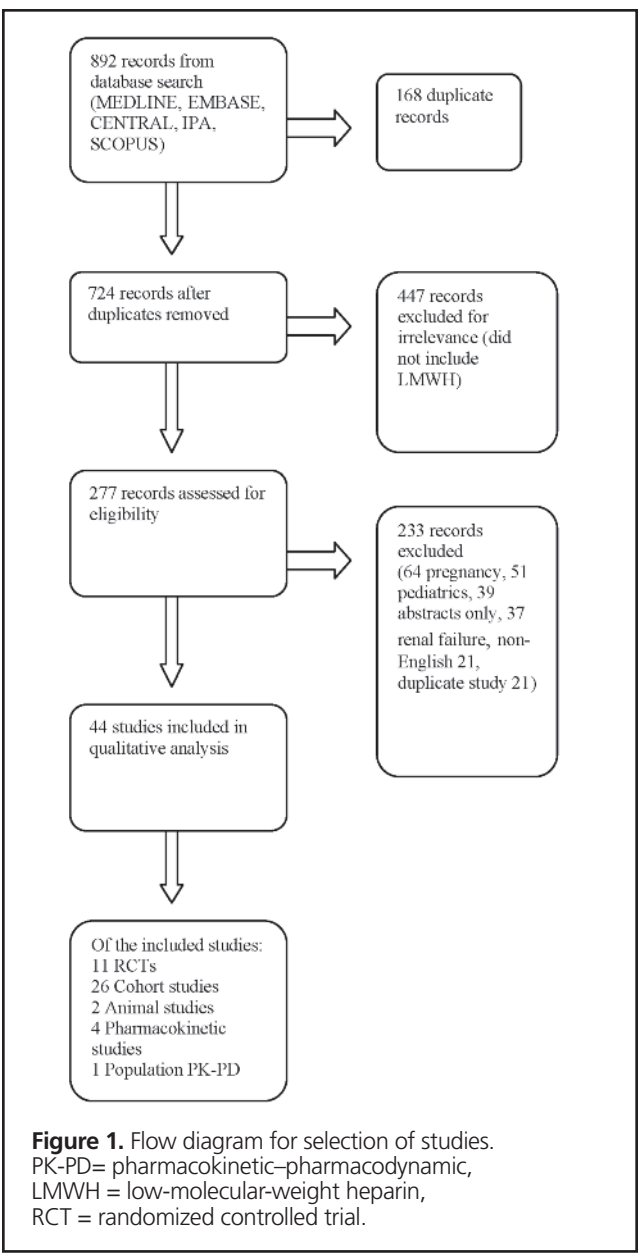 892 records from
database search
(MEDLINE, EMBASE,
CENTRAL, IPA,
SCOPUS)
168 duplicate
records
724 records after
duplicates removed
447 records
excluded for
irrelevance (did
not include
LMWH)
277 records assessed for
eligibility
233 records
excluded
(64 pregnancy, 51
pediatrics, 39
abstracts only, 37
renal failure, non-
English 21,
duplicate study 21)
44 studies included in
qualitative analysis
Of the included studies:
11 RCTs
26 Cohort studies
2 Animal studies
4 Pharmacokinetic
studies
1 Population PK-PD
Figure 1. Flow diagram for selection of studies.
PK-PD= pharmacokinetic–pharmacodynamic,
LMWH = low-molecular-weight heparin,
RCT = randomized controlled trial.